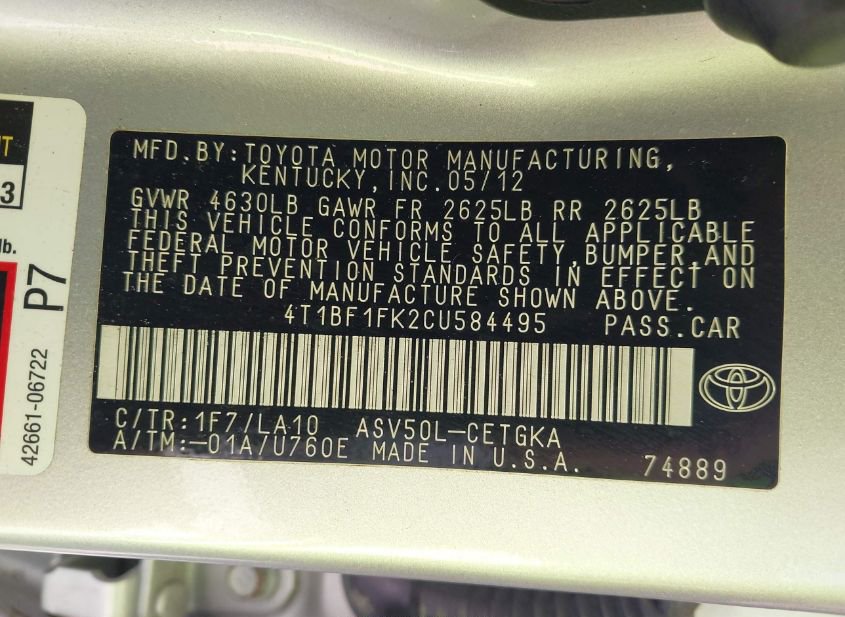 MFD.BY:TOYOTA MOTOR MANUFACTURING,
KENTUCKY,INC.05/12
GVWR 4630LB GAWR FR 2625LB RR 2625LB
THIS VEHICLE CONFORMS TO ALL APPLICABLE
FEDERAL MOTOR VEHICLE SAFETY,BUMPER,AND
THEFT PREVENTION STANDARDS IN EFFECT ON
THE DATE OF MANUFACTURE SHOWN ABOVE.
4T1BF1FK2CU584495 PASS.CAR
C/TR:1F7/LA10 ASV50L-CETGKA
A/TM:-01A/U760E MADE IN U.S.A. 74889
3
lb.
P7
42661-06722